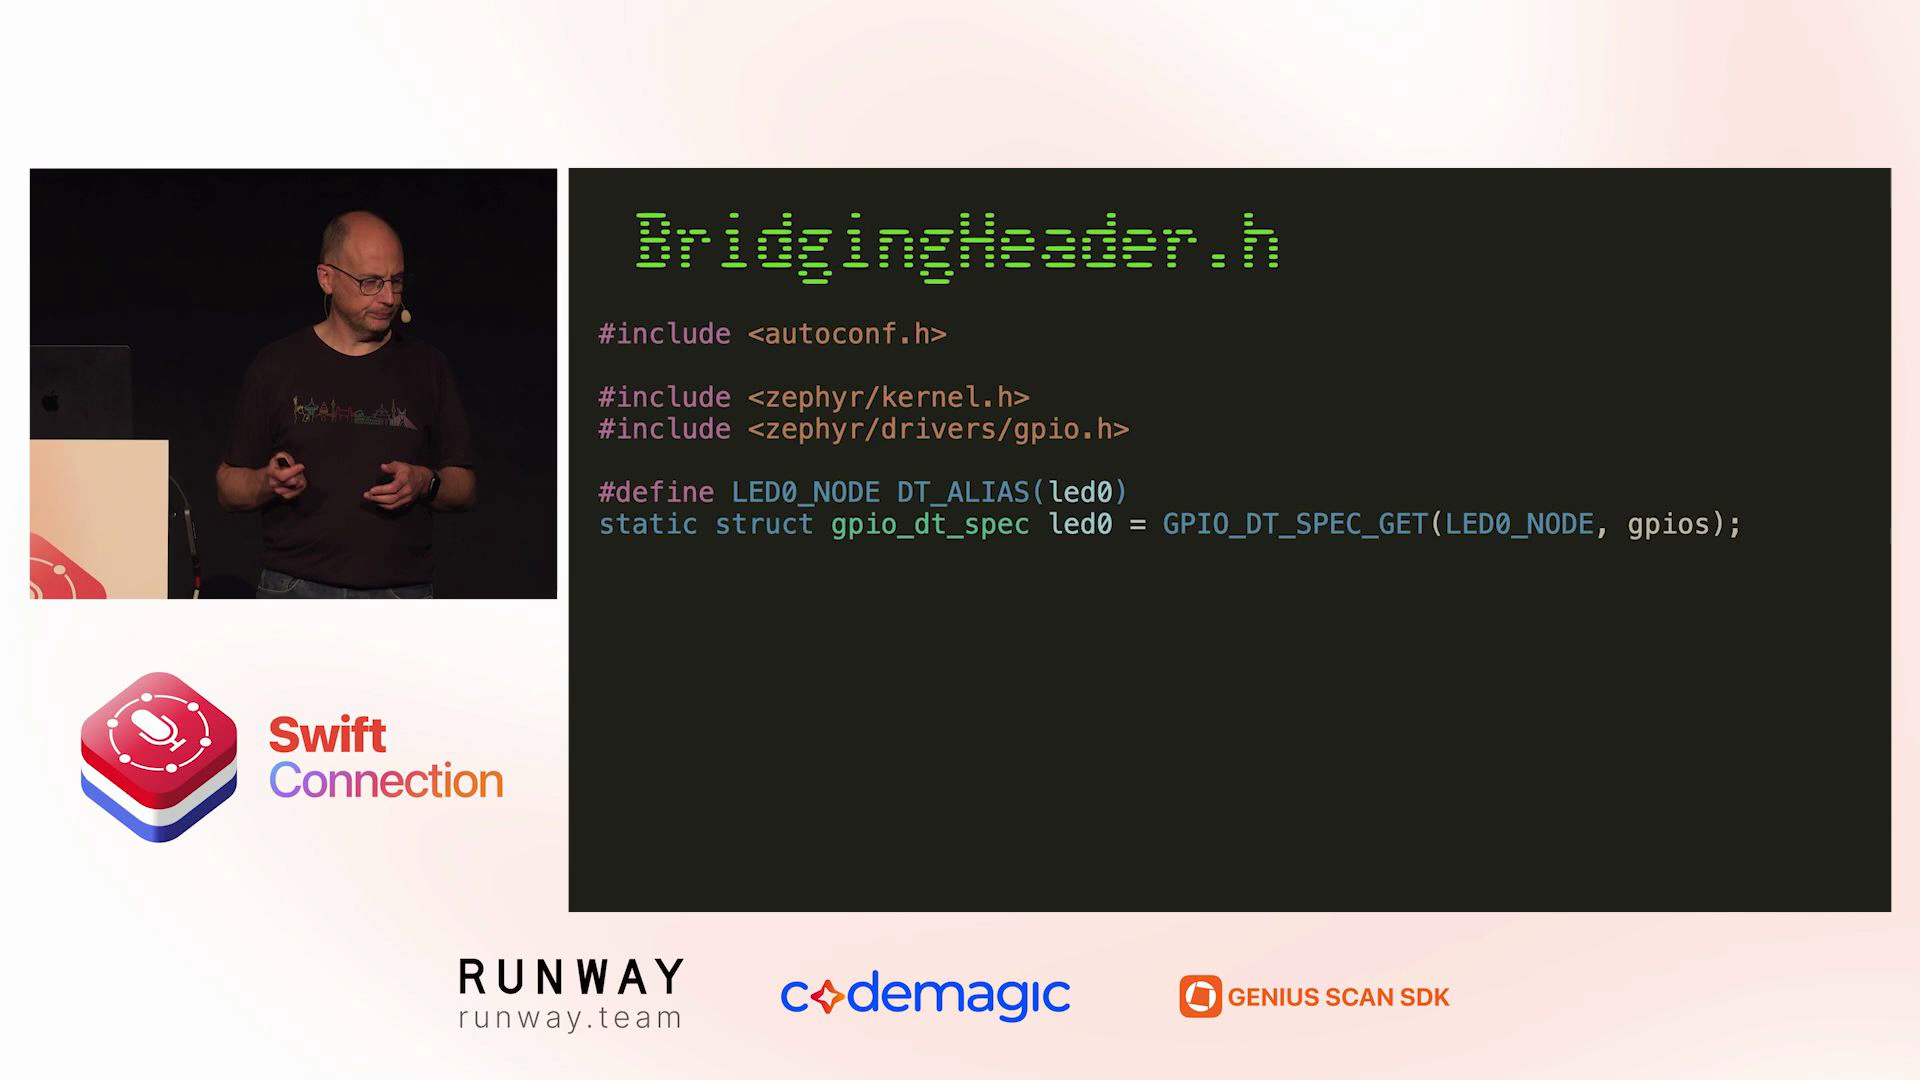 BridgingHeader.h
#include <autoconf.h>
#include <zephyr/kernel.h>
#include <zephyr/drivers/gpio.h>
#define LED0_NODE DT_ALIAS(led0)
static struct gpio_dt_spec led0 = GPIO_DT_SPEC_GET(LED0_NODE, gpios);
Swift
Connection
RUNWAY
runway.team
codemagic
GENIUS SCAN SDK